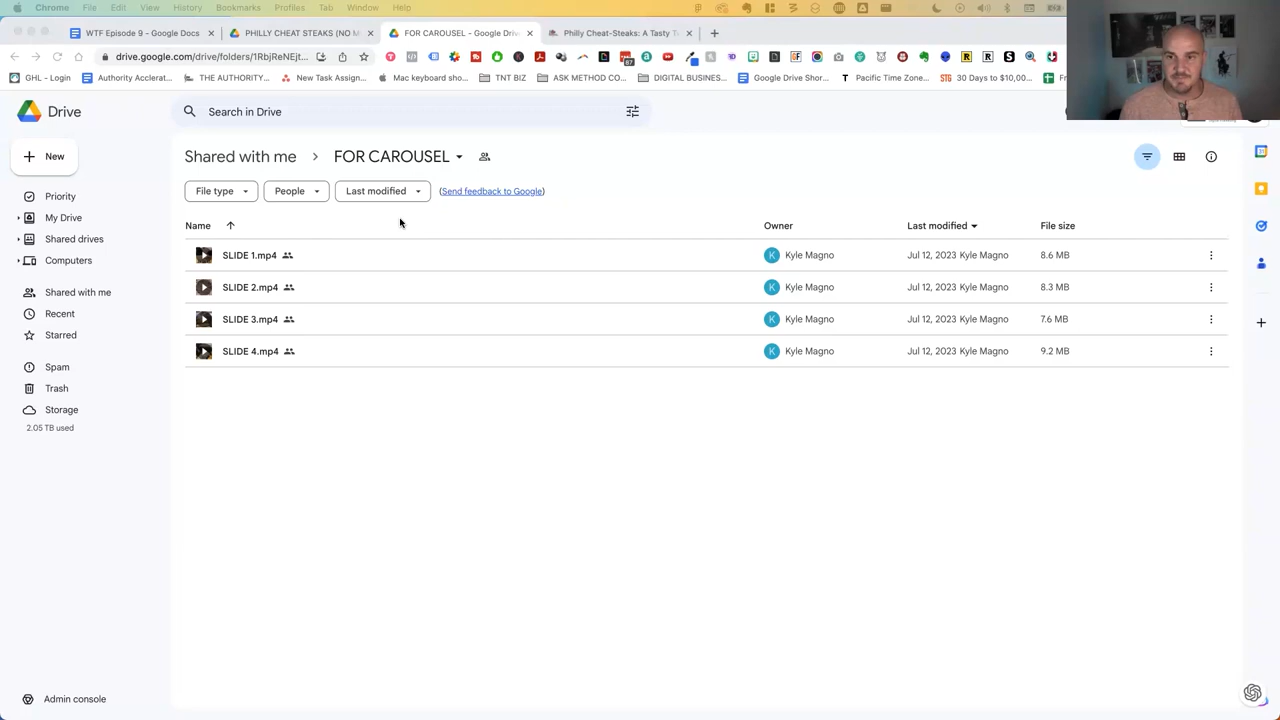 Chrome File Edit View History Bookmarks Profiles Tab Window Help
WTF Episode 9 - Google Docs
PHILLY CHEAT STEAKS (NO M
FOR CAROUSEL - Google Driv
Philly Cheat-Steaks: A Tasty T
drive.google.com/drive/folders/1RbjReNEjt...
87
GHL - Login
Authority Acclerat...
THE AUTHORITY...
New Task Assign...
Mac keyboard sho...
TNT BIZ
ASK METHOD CO...
DIGITAL BUSINES...
Google Drive Shor...
Pacific Time Zone...
30 Days to $10,00...
Drive
Search in Drive
New
Shared with me
FOR CAROUSEL
File type
People
Last modified
(Send feedback to Google)
Priority
My Drive
Shared drives
Computers
Shared with me
Recent
Starred
Spam
Trash
Storage
2.05 TB used
Admin console
Name Owner Last modified File size
SLIDE 1.mp4 K Kyle Magno Jul 12, 2023 Kyle Magno 8.6 MB
SLIDE 2.mp4 K Kyle Magno Jul 12, 2023 Kyle Magno 8.3 MB
SLIDE 3.mp4 K Kyle Magno Jul 12, 2023 Kyle Magno 7.6 MB
SLIDE 4.mp4 K Kyle Magno Jul 12, 2023 Kyle Magno 9.2 MB